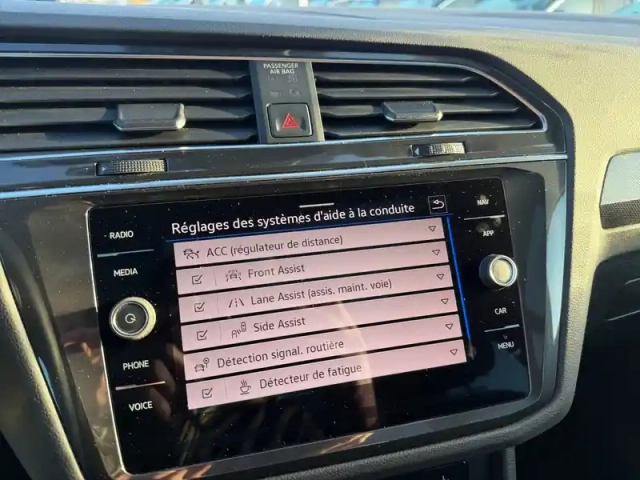 PASSENGER
AIR BAG
RADIO
MEDIA
PHONE
VOICE
Réglages des systèmes d'aide à la conduite
ACC (régulateur de distance)
Front Assist
Lane Assist (assis. maint. voie)
Side Assist
Détection signal. routière
Détecteur de fatigue
NAV
APP
CAR
MENU